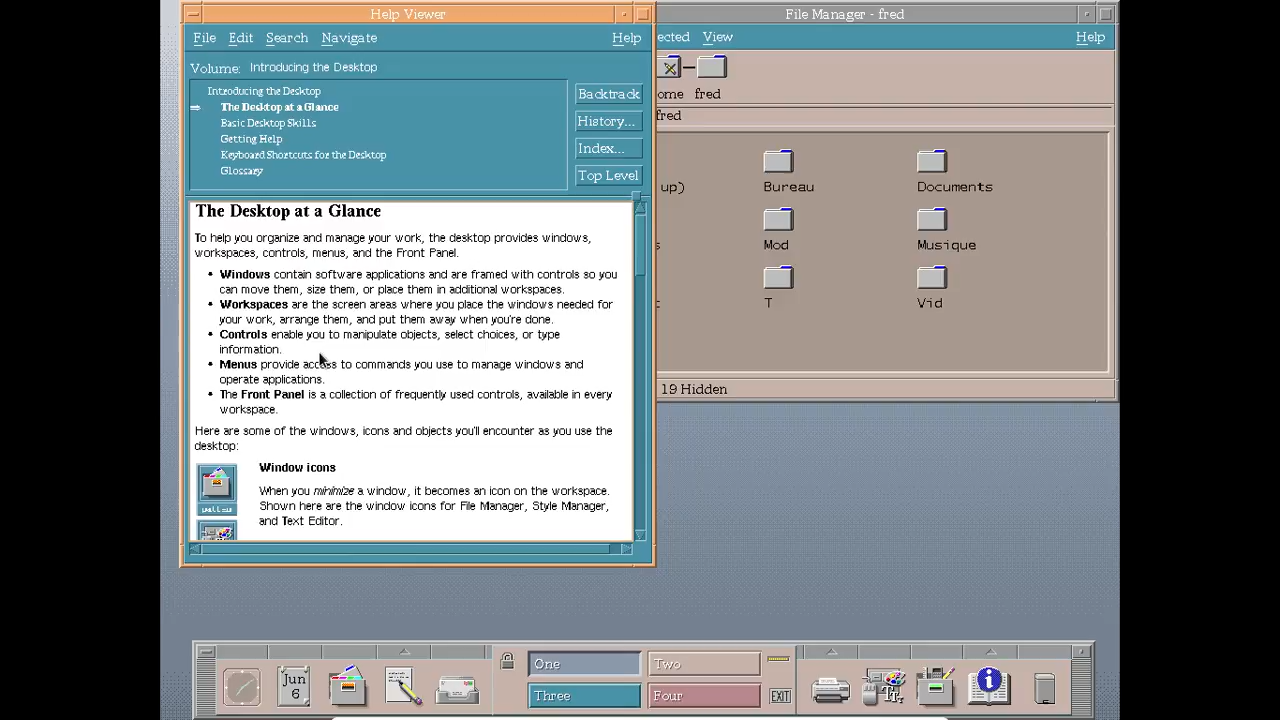 Help Viewer
File Edit Search Navigate Help
Volume: Introducing the Desktop
Introducing the Desktop
The Desktop at a Glance
Basic Desktop Skills
Getting Help
Keyboard Shortcuts for the Desktop
Glossary
Backtrack
History...
Index...
Top Level
The Desktop at a Glance
To help you organize and manage your work, the desktop provides windows,
workspaces, controls, menus, and the Front Panel.
• Windows contain software applications and are framed with controls so you
can move them, size them, or place them in additional workspaces.
• Workspaces are the screen areas where you place the windows needed for
your work, arrange them, and put them away when you're done.
• Controls enable you to manipulate objects, select choices, or type
information.
• Menus provide access to commands you use to manage windows and
operate applications.
• The Front Panel is a collection of frequently used controls, available in every
workspace.
Here are some of the windows, icons and objects you'll encounter as you use the
desktop:
Window icons
When you minimize a window, it becomes an icon on the workspace.
Shown here are the window icons for File Manager, Style Manager,
and Text Editor.
File Manager - fred
ected View Help
ome fred
fred
up) Bureau Documents
Mod Musique
T Vid
19 Hidden
Jun
6
One Two
Three Four
EXIT